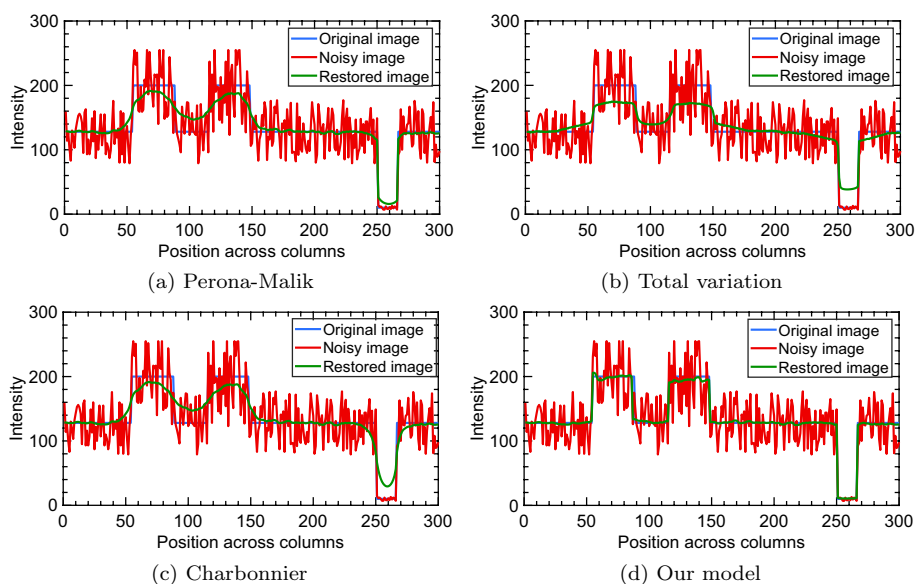 300
200
100
0
Intensity
Original image
Noisy image
Restored image
0 50 100 150 200 250 300
Position across columns
(a) Perona-Malik
300
200
100
0
Intensity
Original image
Noisy image
Restored image
0 50 100 150 200 250 300
Position across columns
(b) Total variation
300
200
100
0
Intensity
Original image
Noisy image
Restored image
0 50 100 150 200 250 300
Position across columns
(c) Charbonnier
300
200
100
0
Intensity
Original image
Noisy image
Restored image
0 50 100 150 200 250 300
Position across columns
(d) Our model